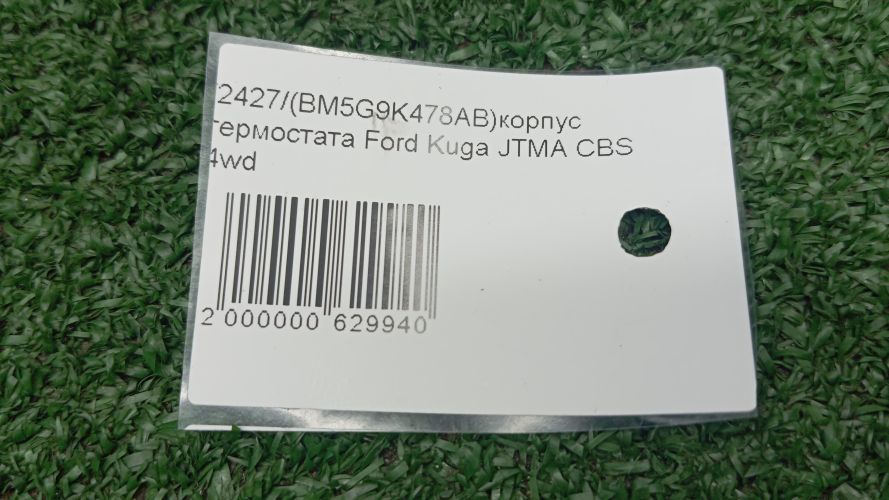 2427/(BM5G9K478AB)корпус
термостата Ford Kuga JTMA CBS
4wd
2 000000 629940